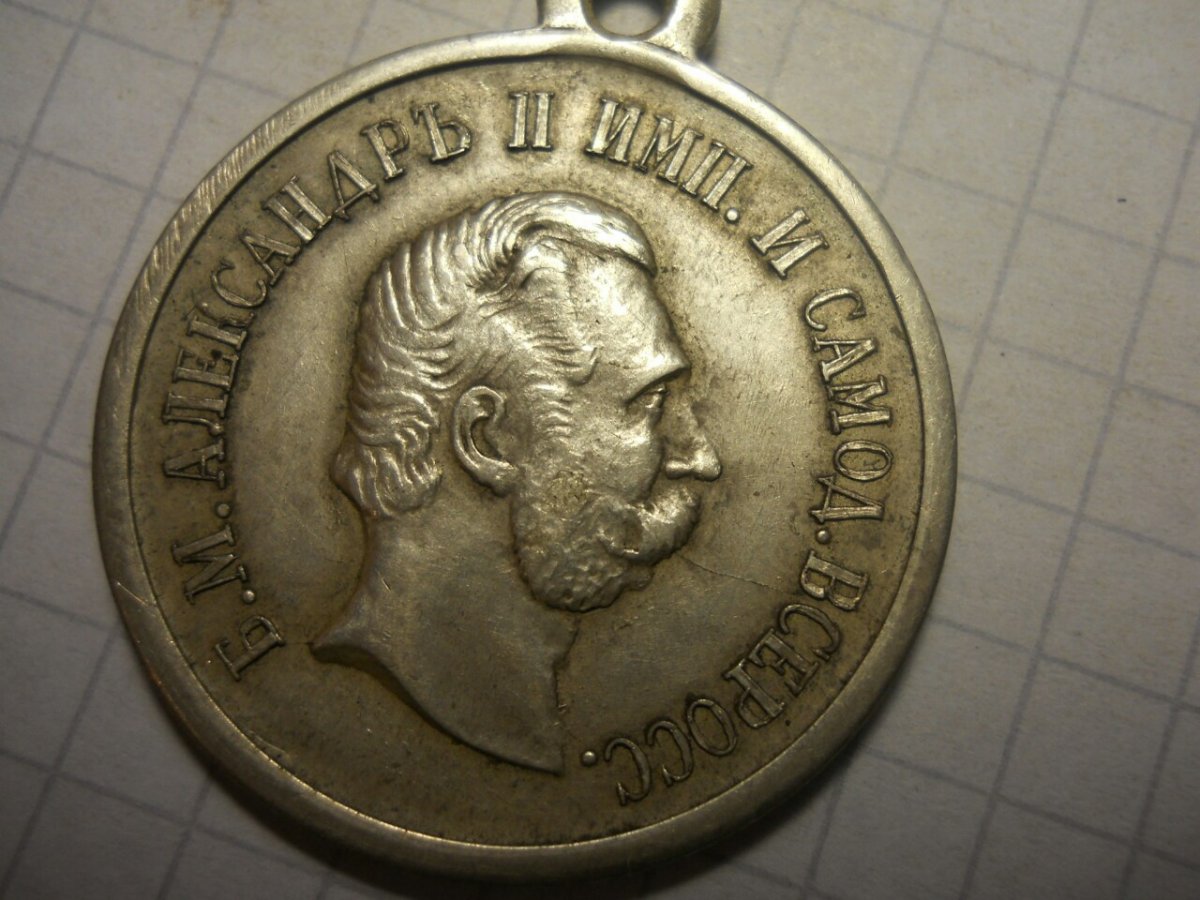 Б. М. АЛЕКСАНДРЪ II ИМП. И САМОД. ВСЕРОСС.